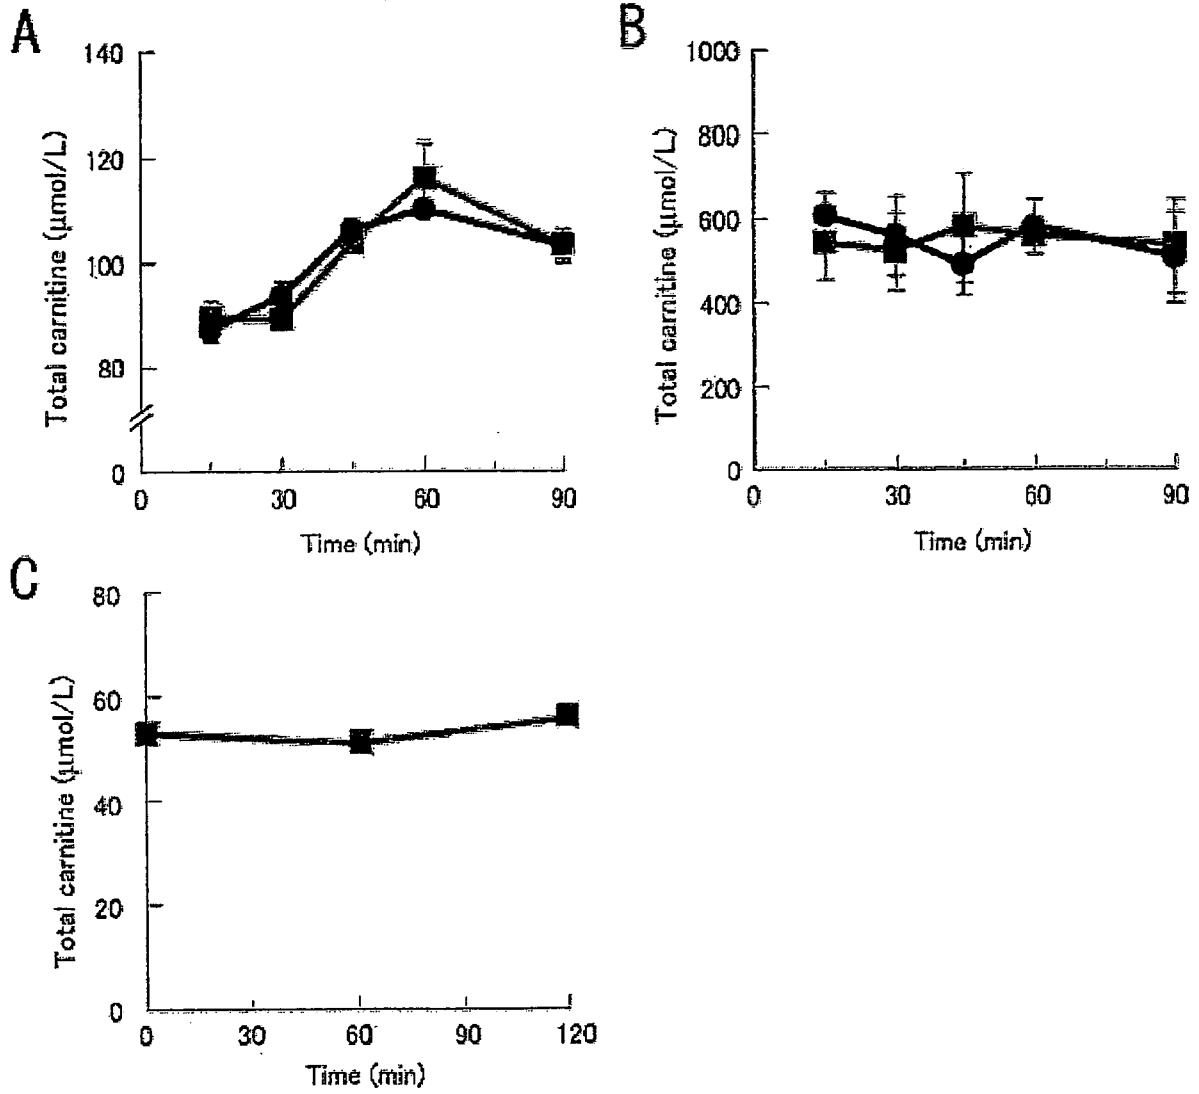 A
Total carnitine (μmol/L)
140
120
100
80
0
0 30 60 90
Time (min)
B
Total carnitine (μmol/L)
1000
800
600
400
200
0
0 30 60 90
Time (min)
C
Total carnitine (μmol/L)
80
60
40
20
0
0 30 60 90 120
Time (min)